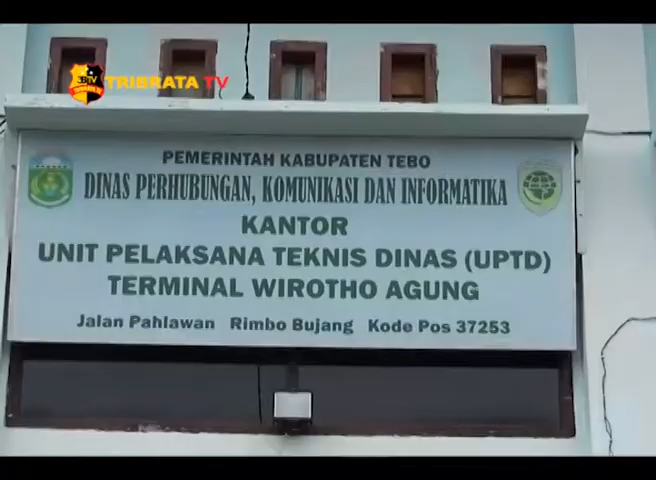 TRIBRATA TV
PEMERINTAH KABUPATEN TEBO
DINAS PERHUBUNGAN, KOMUNIKASI DAN INFORMATIKA
KANTOR
UNIT PELAKSANA TEKNIS DINAS (UPTD)
TERMINAL WIROTHO AGUNG
Jalan Pahlawan Rimbo Bujang Kode Pos 37253